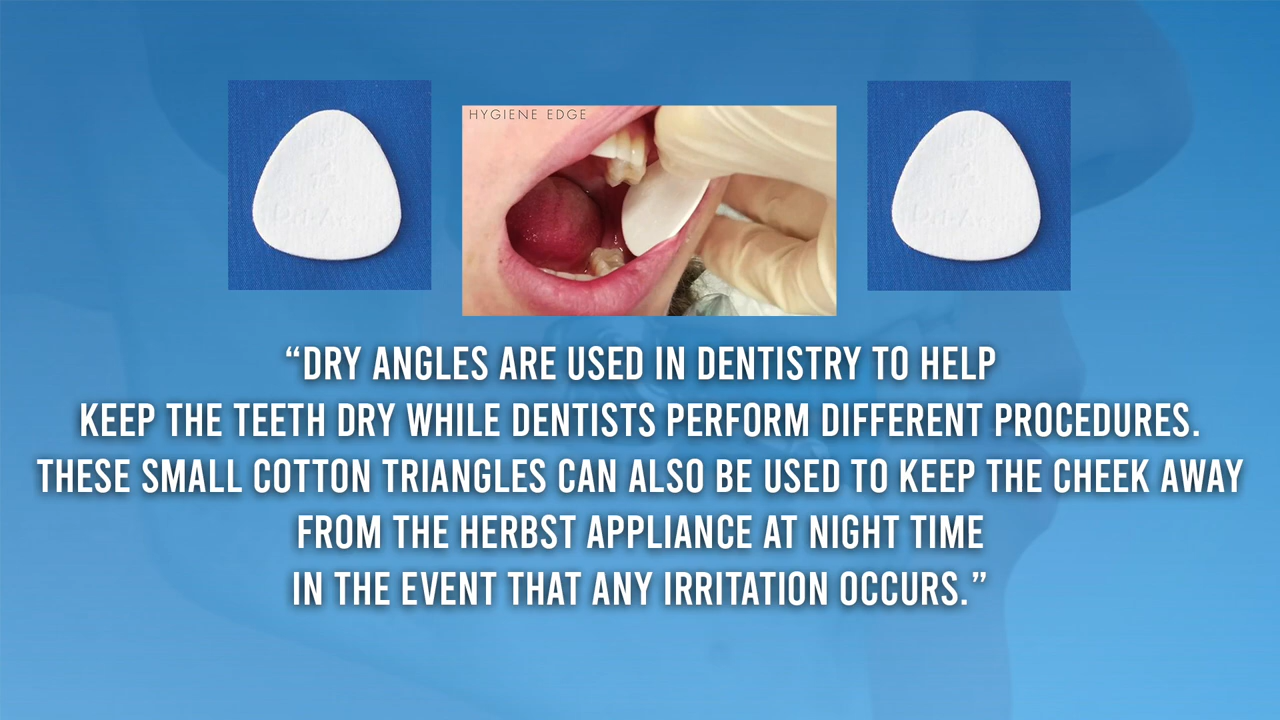 HYGIENE EDGE
“DRY ANGLES ARE USED IN DENTISTRY TO HELP
KEEP THE TEETH DRY WHILE DENTISTS PERFORM DIFFERENT PROCEDURES.
THESE SMALL COTTON TRIANGLES CAN ALSO BE USED TO KEEP THE CHEEK AWAY
FROM THE HERBST APPLIANCE AT NIGHT TIME
IN THE EVENT THAT ANY IRRITATION OCCURS.”